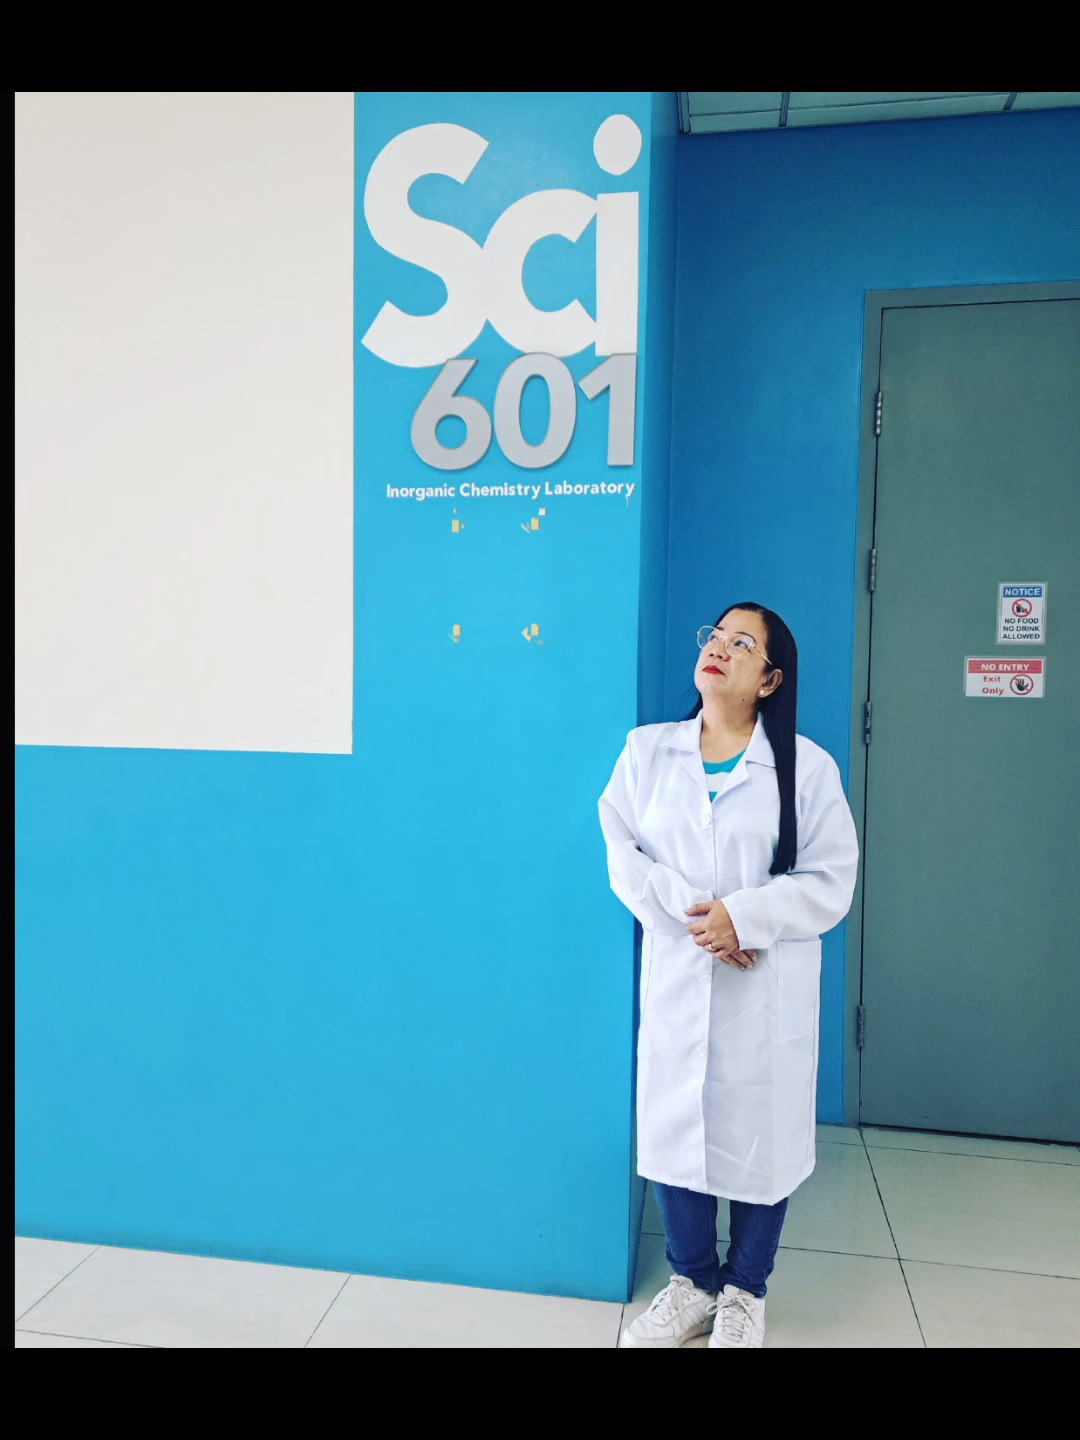 Sci
601
Inorganic Chemistry Laboratory
NOTICE
NO FOOD
NO DRINK
ALLOWED
NO ENTRY
Exit
Only